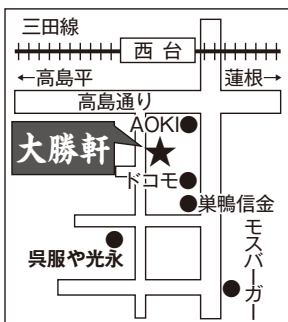 三田線
西台
←高島平
蓮根→
高島通り
AOKI
大勝軒
ドコモ
巣鴨信金
呉服や光永
モスバーガー